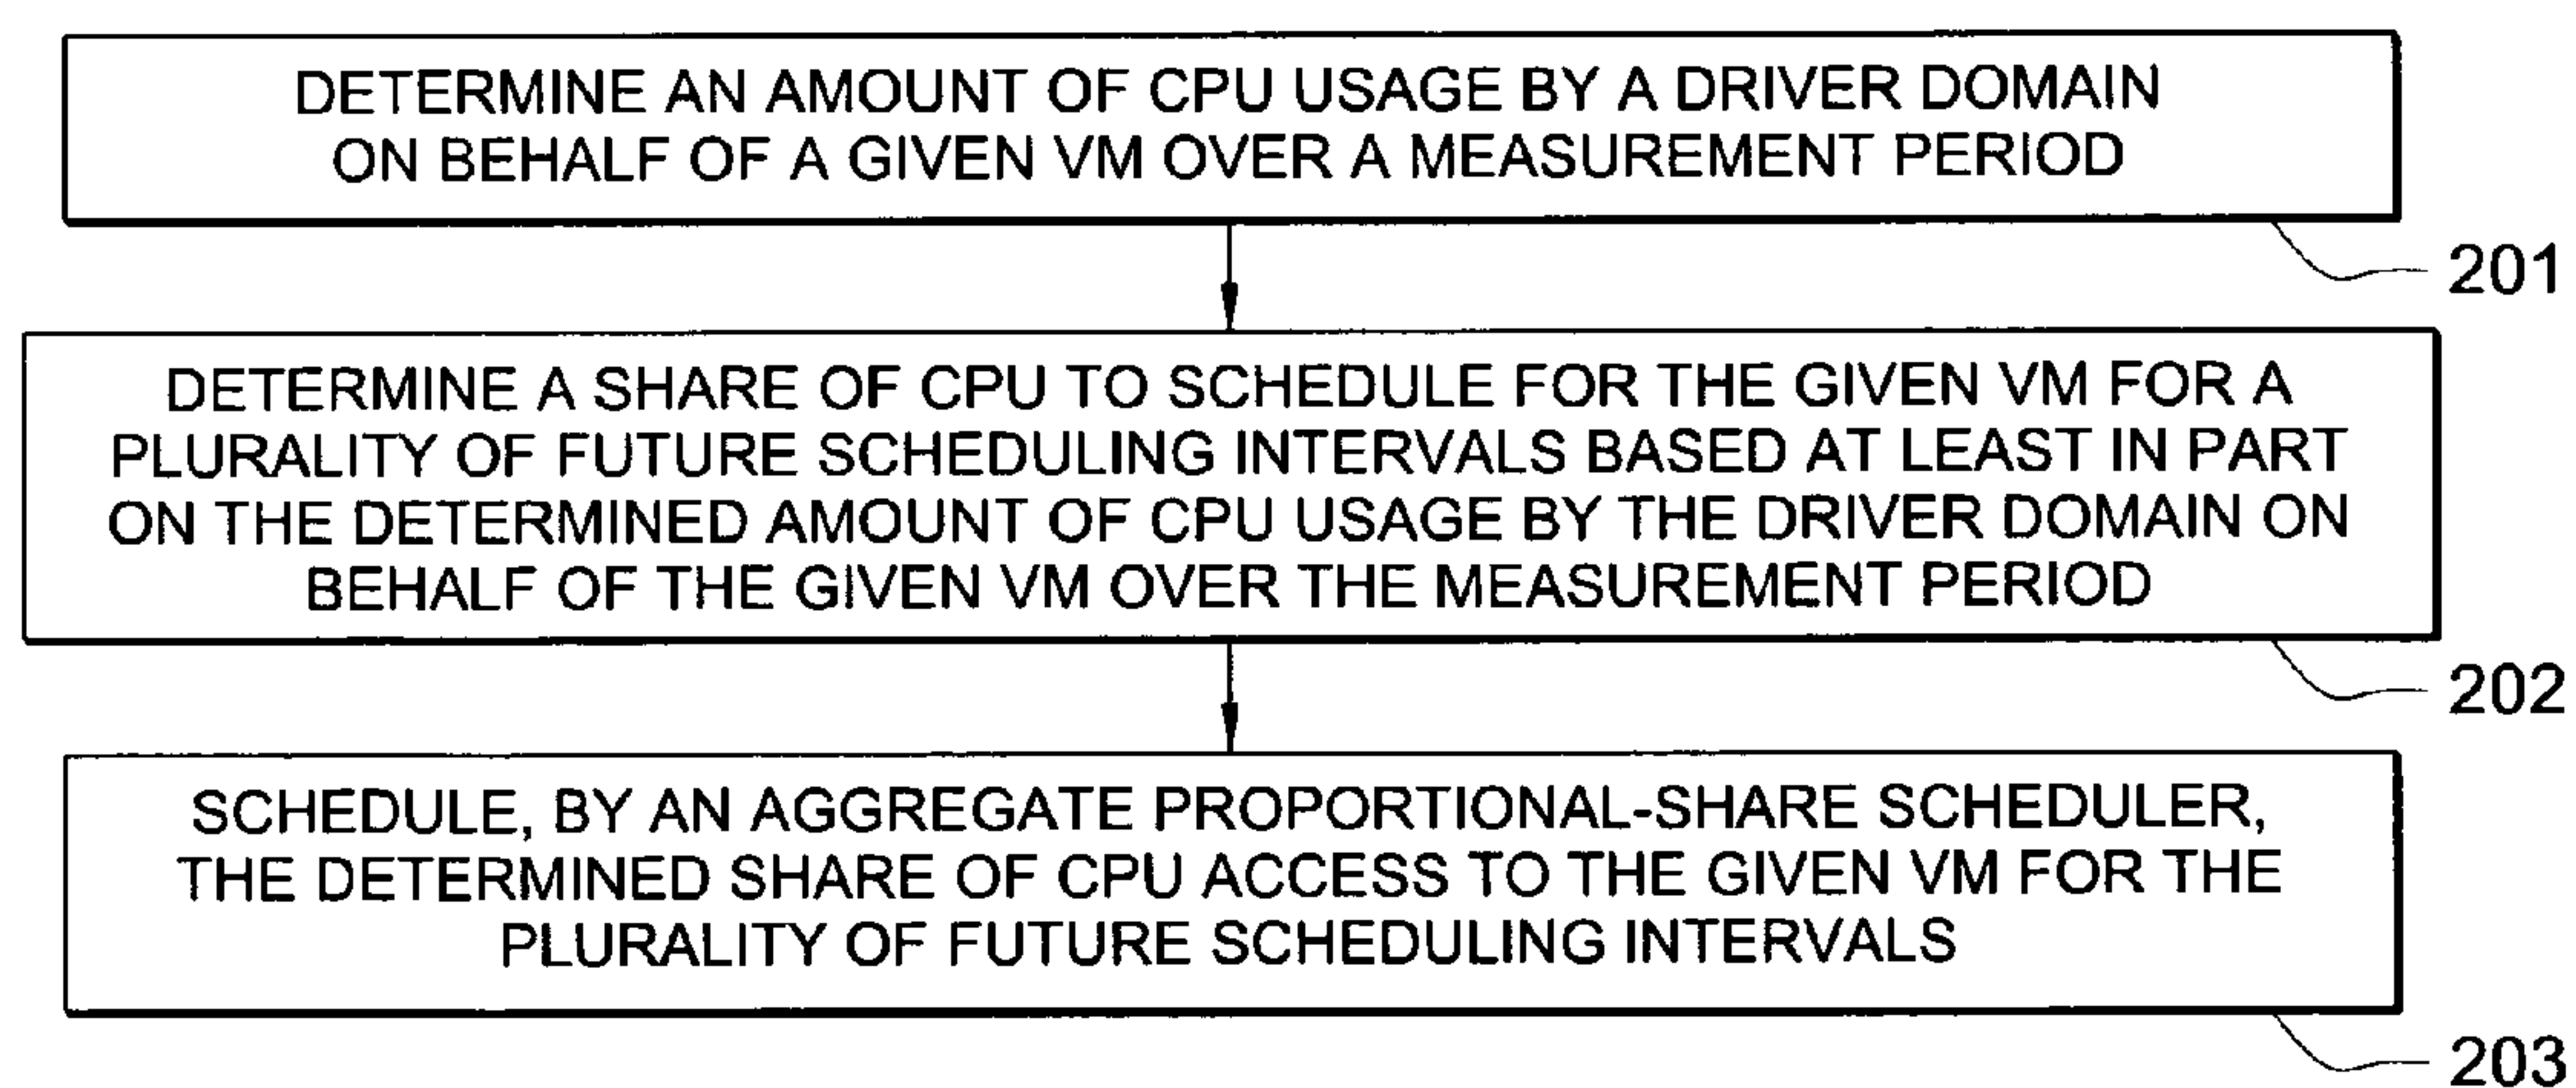 DETERMINE AN AMOUNT OF CPU USAGE BY A DRIVER DOMAIN
ON BEHALF OF A GIVEN VM OVER A MEASUREMENT PERIOD
201
DETERMINE A SHARE OF CPU TO SCHEDULE FOR THE GIVEN VM FOR A
PLURALITY OF FUTURE SCHEDULING INTERVALS BASED AT LEAST IN PART
ON THE DETERMINED AMOUNT OF CPU USAGE BY THE DRIVER DOMAIN ON
BEHALF OF THE GIVEN VM OVER THE MEASUREMENT PERIOD
202
SCHEDULE, BY AN AGGREGATE PROPORTIONAL-SHARE SCHEDULER,
THE DETERMINED SHARE OF CPU ACCESS TO THE GIVEN VM FOR THE
PLURALITY OF FUTURE SCHEDULING INTERVALS
203